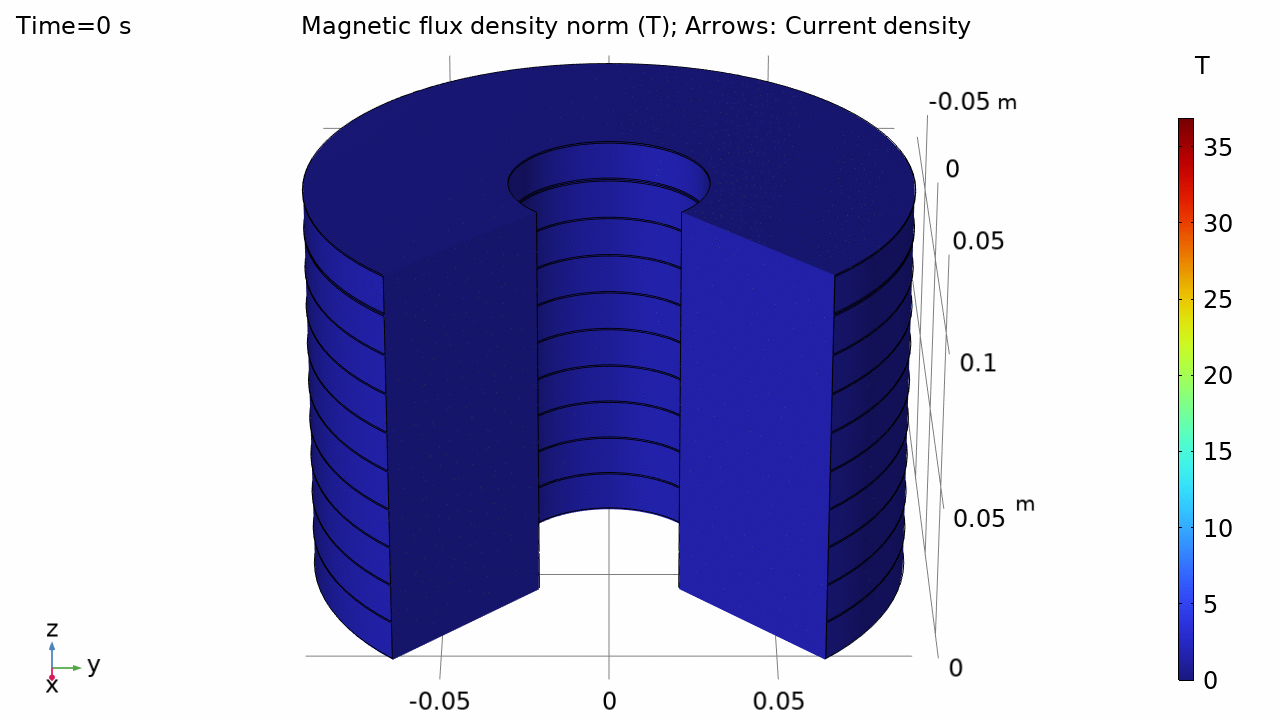 Time=0 s
Magnetic flux density norm (T); Arrows: Current density
T
-0.05 m
0
0.05
0.1
0.05 m
0
-0.05
0
0.05
35
30
25
20
15
10
5
0
z
y
x